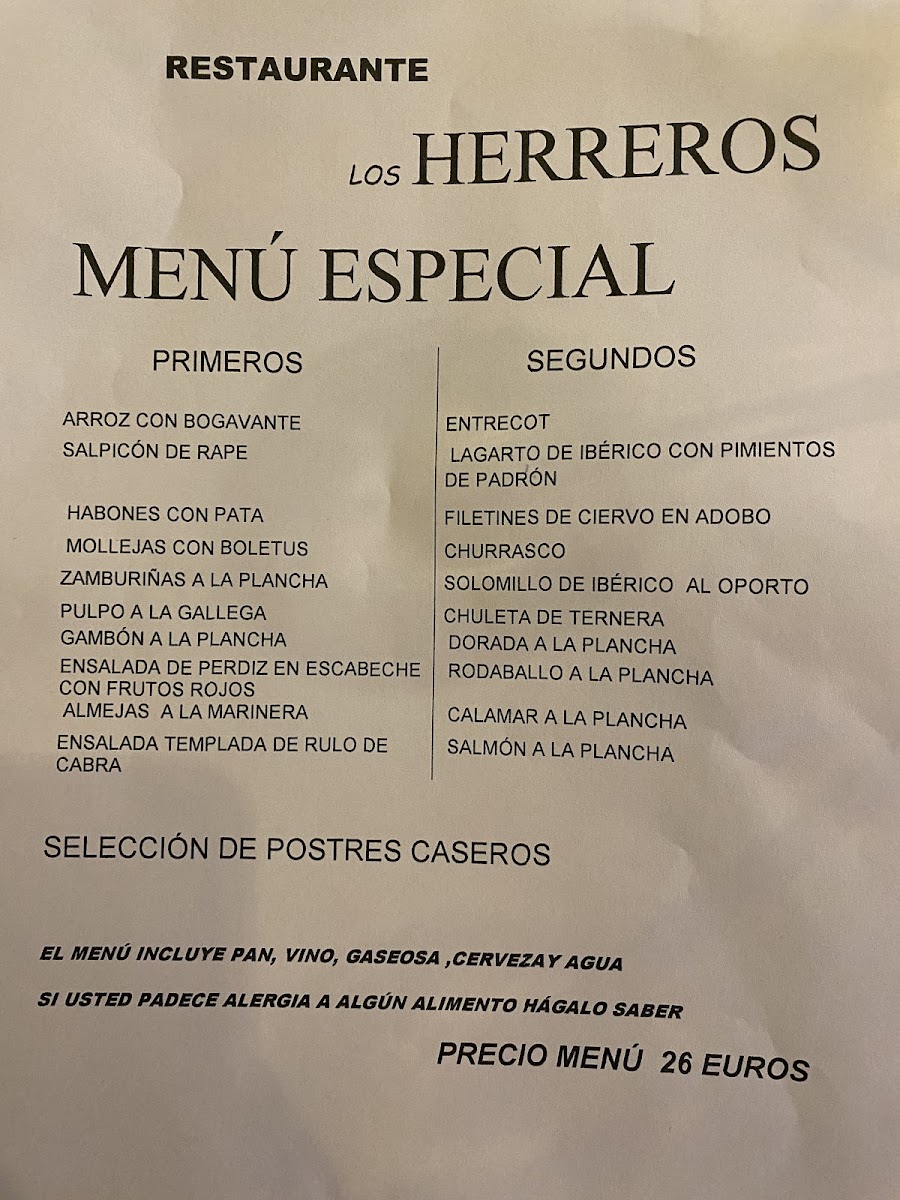 RESTAURANTE
LOS HERREROS
MENÚ ESPECIAL
PRIMEROS
ARROZ CON BOGAVANTE
SALPICÓN DE RAPE
HABONES CON PATA
MOLLEJAS CON BOLETUS
ZAMBURIÑAS A LA PLANCHA
PULPO A LA GALLEGA
GAMBÓN A LA PLANCHA
ENSALADA DE PERDIZ EN ESCABECHE
CON FRUTOS ROJOS
ALMEJAS A LA MARINERA
ENSALADA TEMPLADA DE RULO DE
CABRA
SEGUNDOS
ENTRECOT
LAGARTO DE IBÉRICO CON PIMIENTOS
DE PADRÓN
FILETINES DE CIERVO EN ADOBO
CHURRASCO
SOLOMILLO DE IBÉRICO AL OPORTO
CHULETA DE TERNERA
DORADA A LA PLANCHA
RODABALLO A LA PLANCHA
CALAMAR A LA PLANCHA
SALMÓN A LA PLANCHA
SELECCIÓN DE POSTRES CASEROS
EL MENÚ INCLUYE PAN, VINO, GASEOSA ,CERVEZAY AGUA
SI USTED PADECE ALERGIA A ALGÚN ALIMENTO HÁGALO SABER
PRECIO MENÚ 26 EUROS